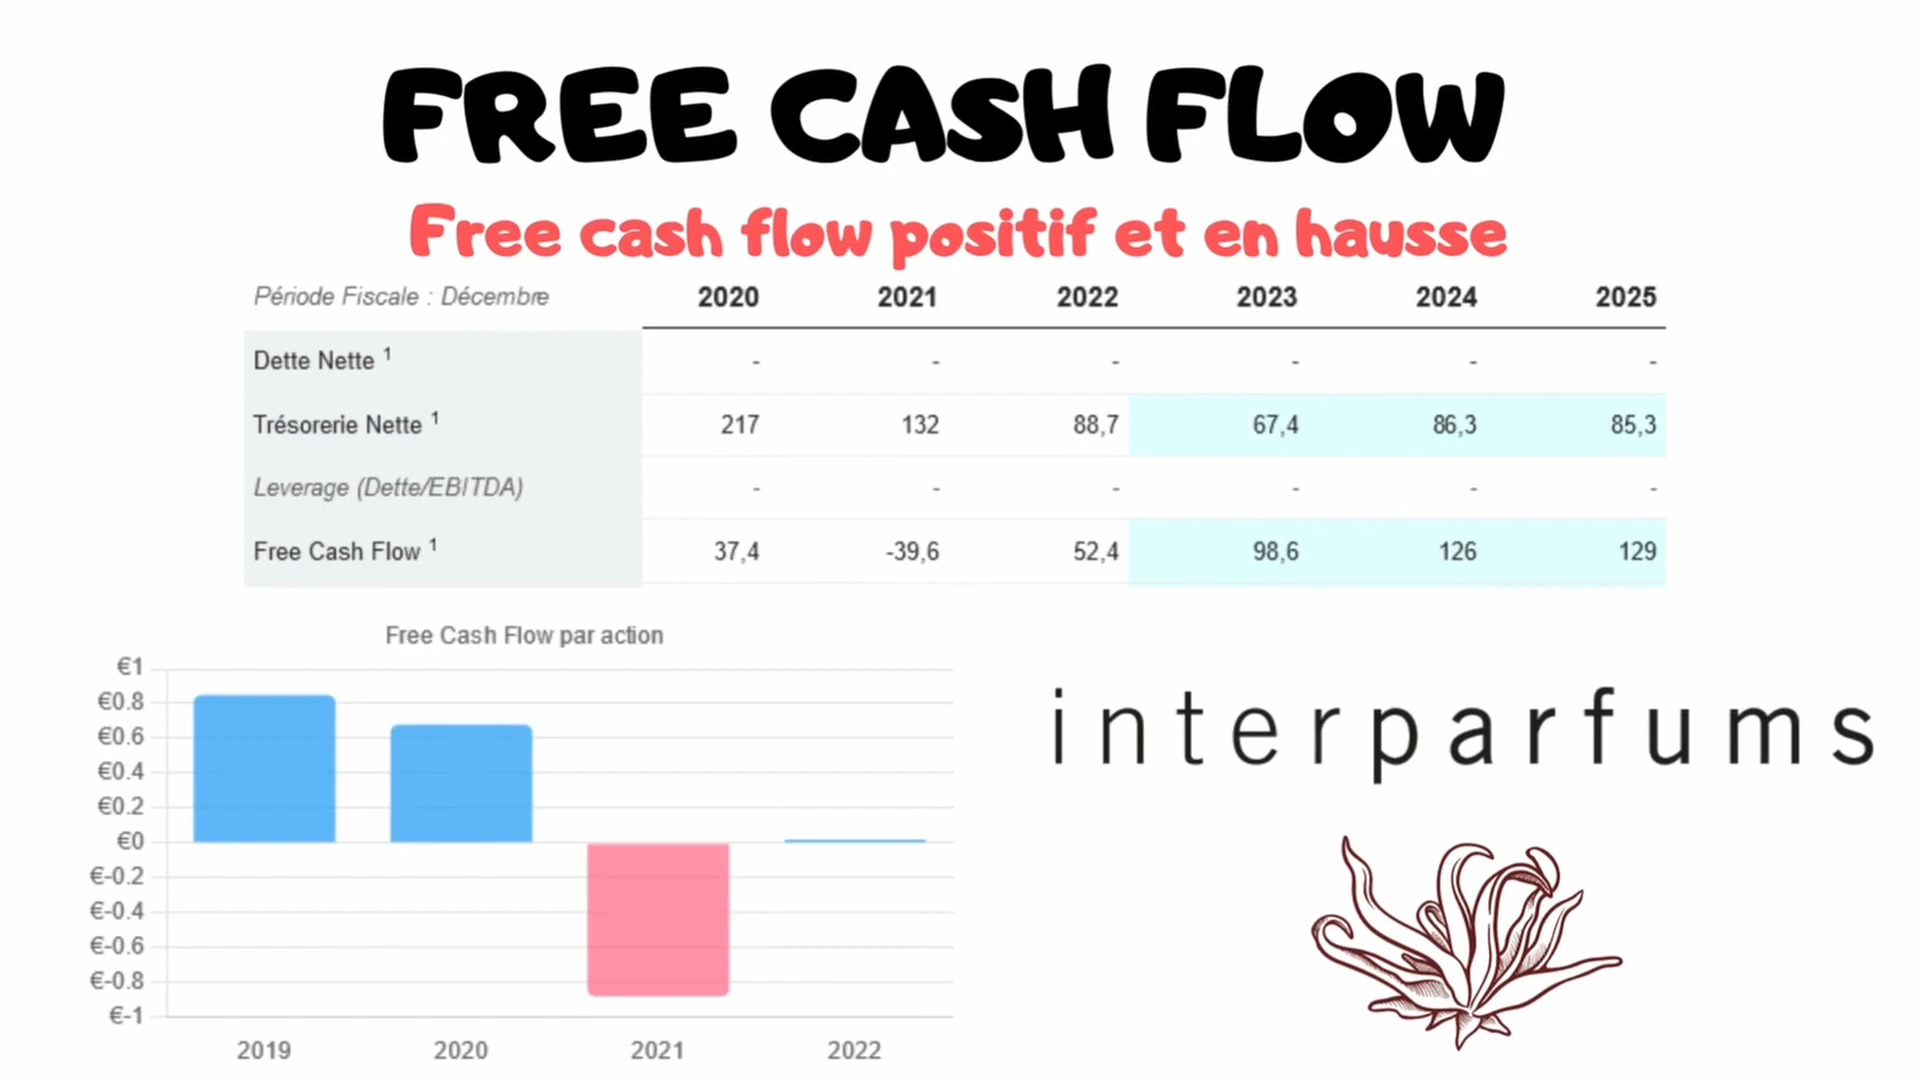 FREE CASH FLOW
Free cash flow positif et en hausse
Période Fiscale : Décembre 2020 2021 2022 2023 2024 2025
Dette Nette ¹ - - - - - -
Trésorerie Nette ¹ 217 132 88,7 67,4 86,3 85,3
Leverage (Dette/EBITDA) - - - - - -
Free Cash Flow ¹ 37,4 -39,6 52,4 98,6 126 129
Free Cash Flow par action
€1
€0.8
€0.6
€0.4
€0.2
€0
€-0.2
€-0.4
€-0.6
€-0.8
€-1
2019 2020 2021 2022
interparfums